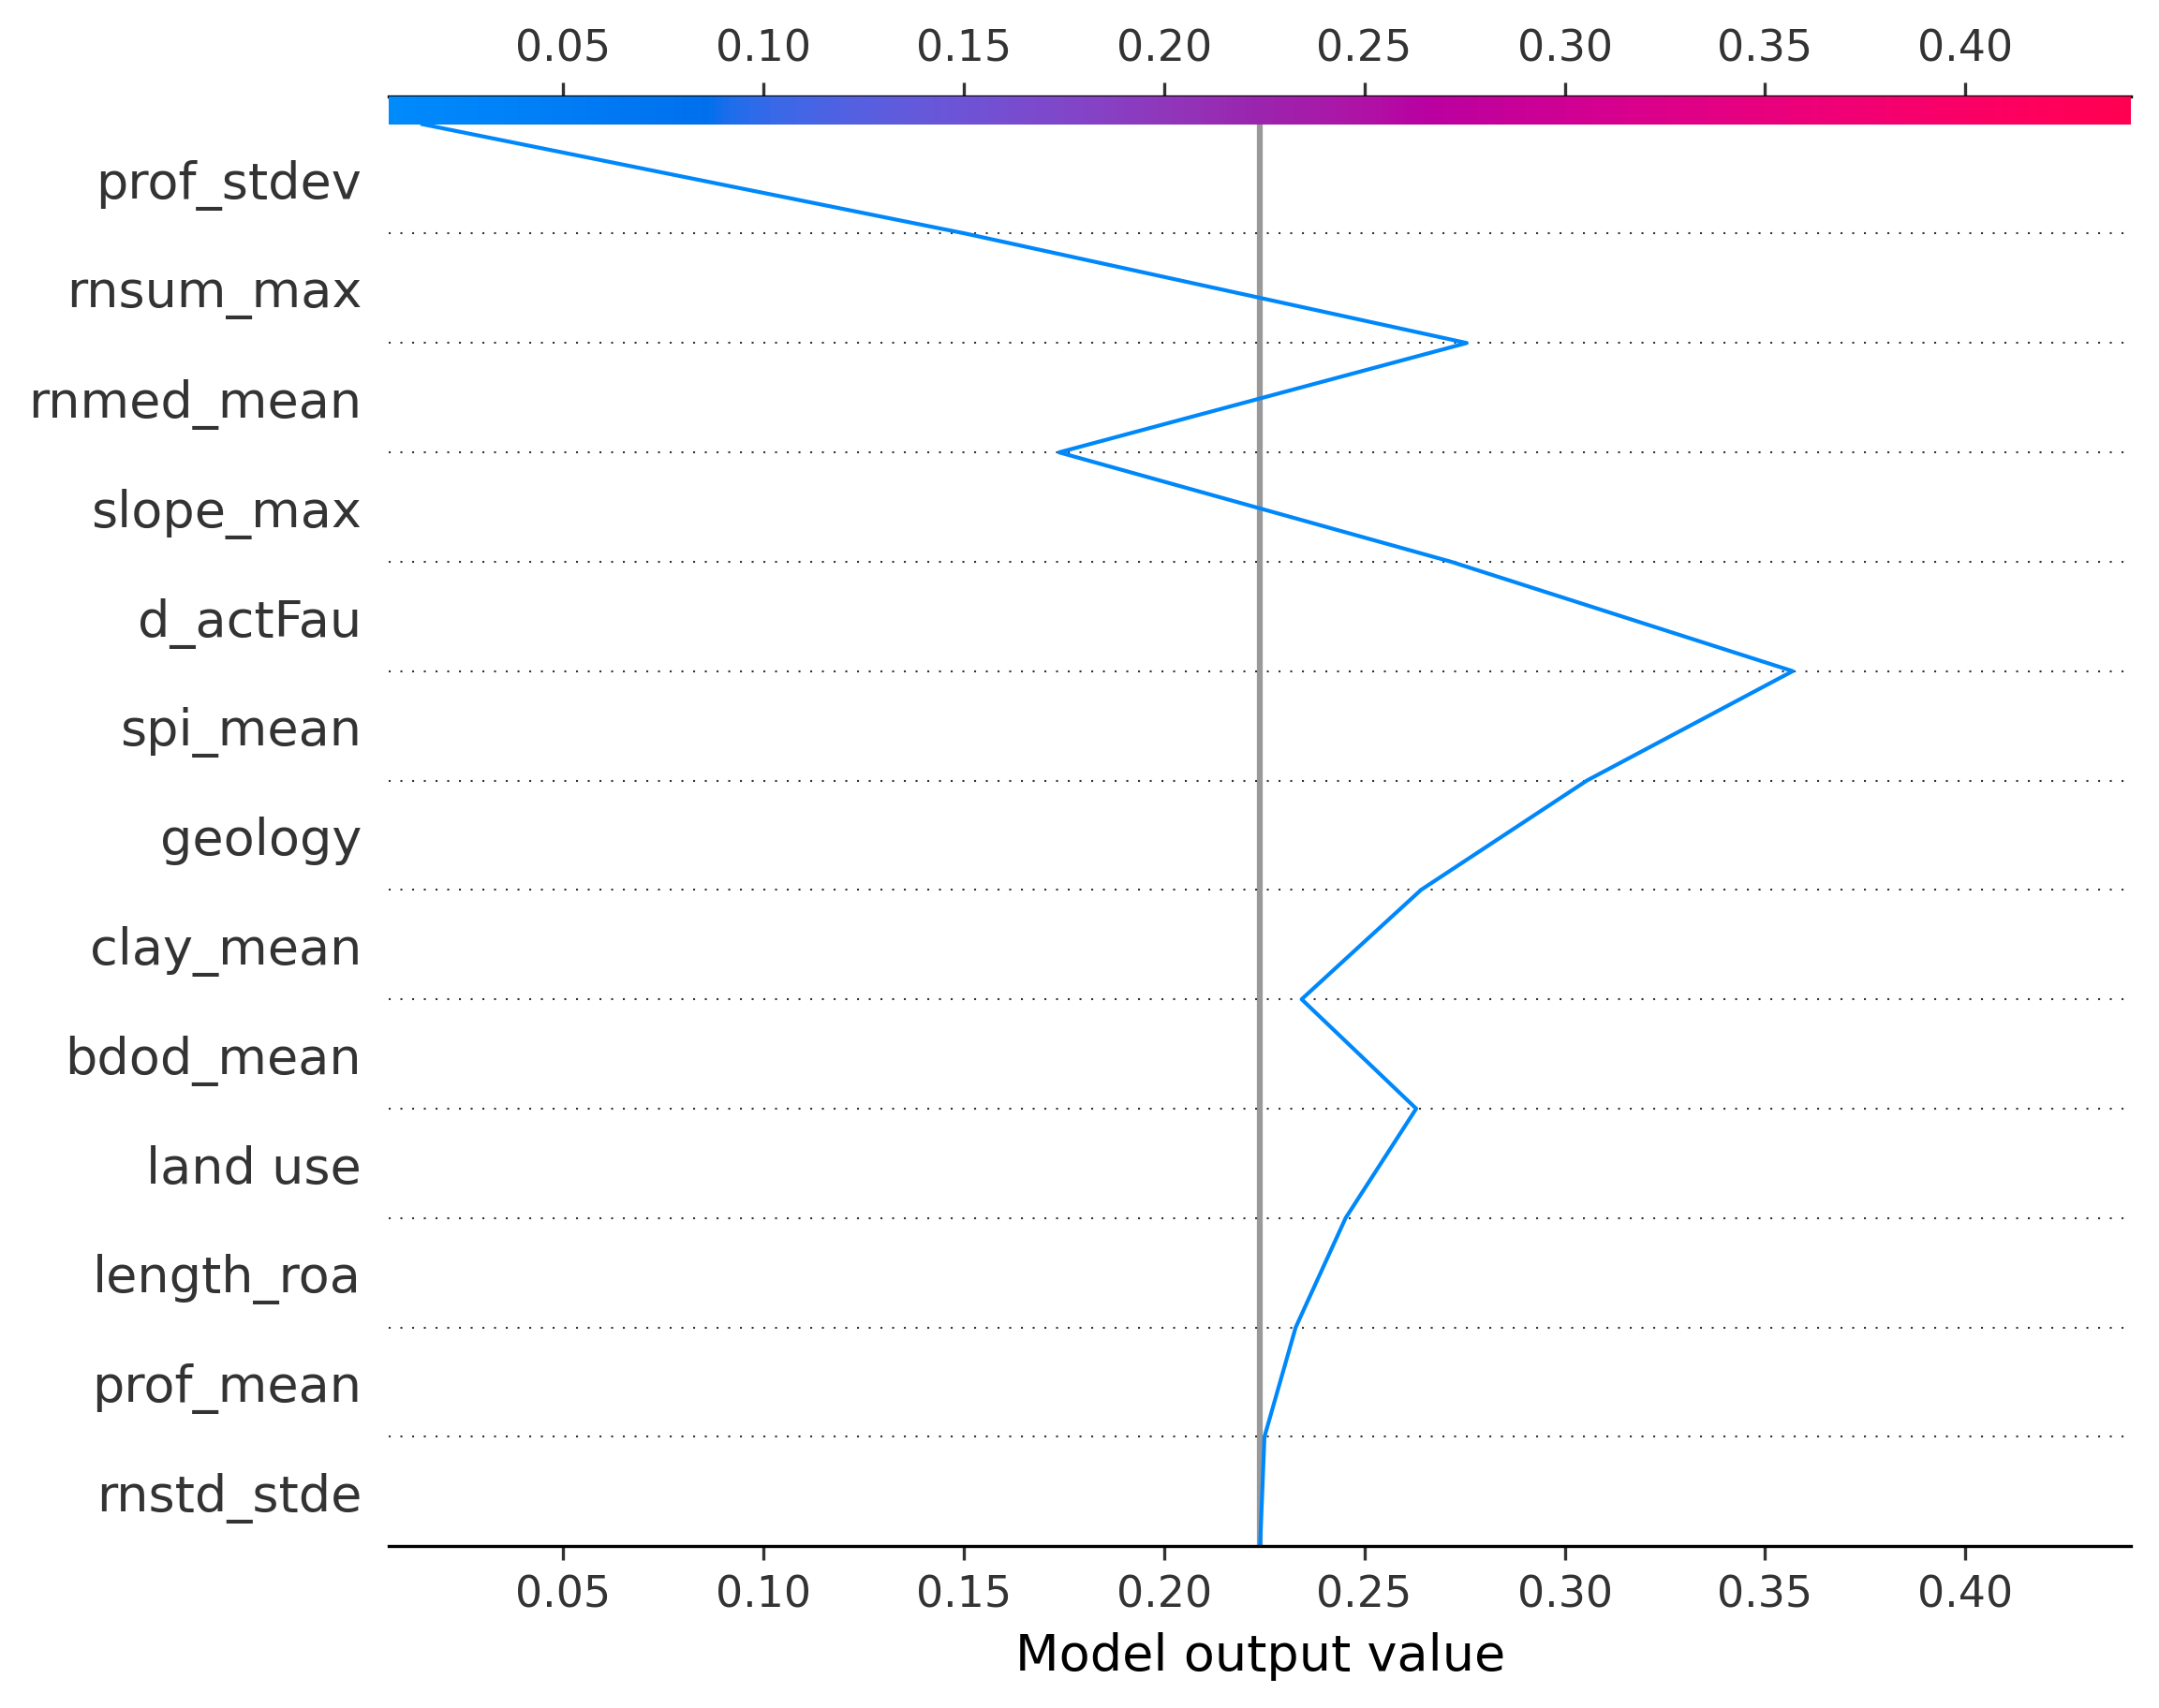 0.05 0.10 0.15 0.20 0.25 0.30 0.35 0.40
prof_stdev
rnsum_max
rnmed_mean
slope_max
d_actFau
spi_mean
geology
clay_mean
bdod_mean
land use
length_roa
prof_mean
rnstd_stde
0.05 0.10 0.15 0.20 0.25 0.30 0.35 0.40
Model output value